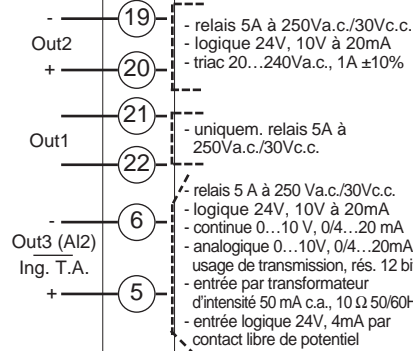 -
Out2
+
19
20
- relais 5A à 250Va.c./30Vc.c.
- logique 24V, 10V à 20mA
- triac 20...240Va.c., 1A ±10%
Out1
21
22
- uniquem. relais 5A à
250Va.c./30Vc.c.
-
Out3 (AI2)
Ing. T.A.
+
6
5
- relais 5 A à 250 Va.c./30Vc.c.
- logique 24V, 10V à 20mA
- continue 0...10 V, 0/4...20 mA
- analogique 0...10V, 0/4...20mA
usage de transmission, rés. 12 bi
- entrée par transformateur
d'intensité 50 mA c.a., 10 Ω 50/60H
- entrée logique 24V, 4mA par
contact libre de potentiel